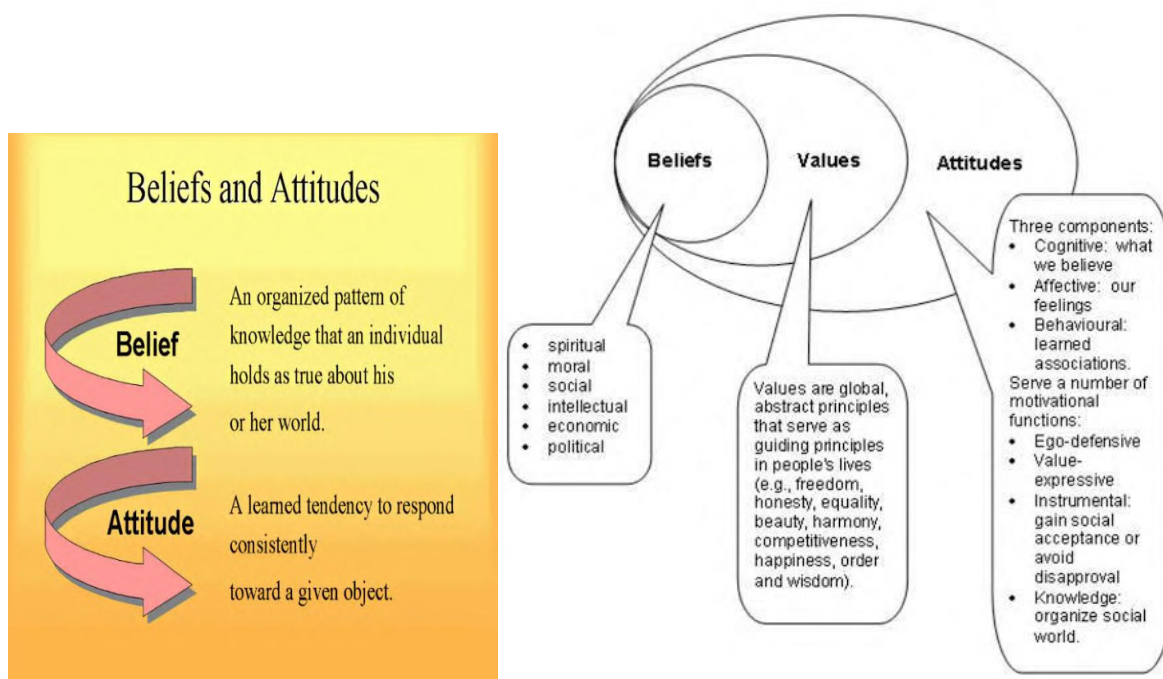 Beliefs and Attitudes
Belief
An organized pattern of
knowledge that an individual
holds as true about his
or her world.
Attitude
A learned tendency to respond
consistently
toward a given object.
Beliefs
Values
Attitudes
• spiritual
• moral
• social
• intellectual
• economic
• political
Values are global,
abstract principles
that serve as
guiding principles
in people's lives
(e.g., freedom,
honesty, equality,
beauty, harmony,
competitiveness,
happiness, order
and wisdom).
Three components:
• Cognitive: what
we believe
• Affective: our
feelings
• Behavioural:
learned
associations.
Serve a number of
motivational
functions:
• Ego-defensive
• Value-
expressive
• Instrumental:
gain social
acceptance or
avoid
disapproval
• Knowledge:
organize social
world.